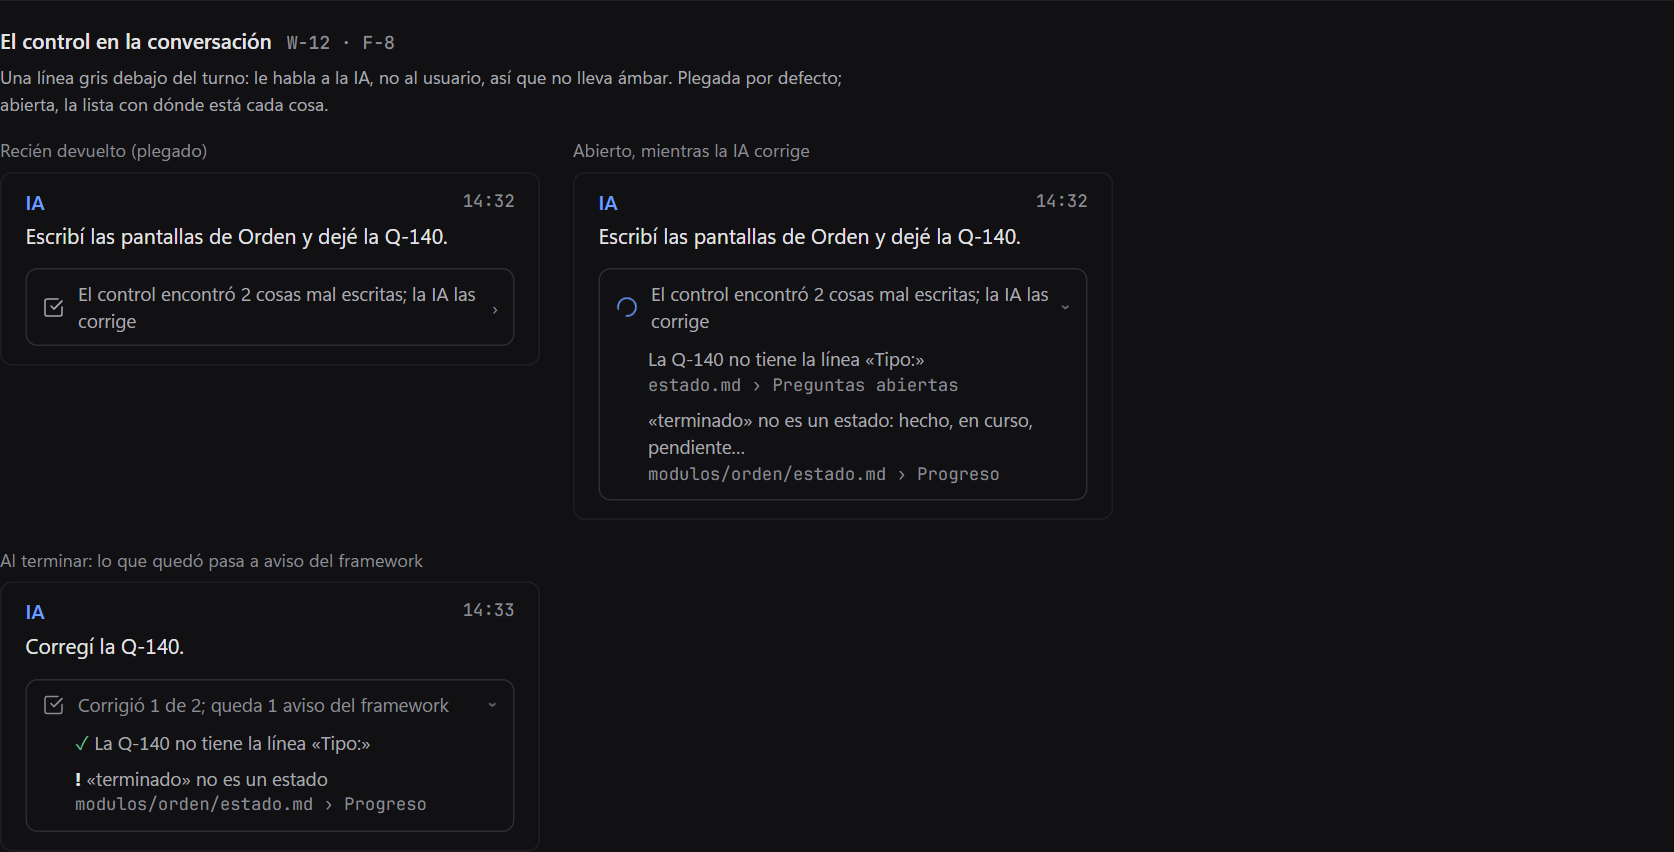 El control en la conversación W-12 · F-8
Una línea gris debajo del turno: le habla a la IA, no al usuario, así que no lleva ámbar. Plegada por defecto;
abierta, la lista con dónde está cada cosa.
Recién devuelto (plegado)
IA 14:32
Escribí las pantallas de Orden y dejé la Q-140.
El control encontró 2 cosas mal escritas; la IA las
corrige
Abierto, mientras la IA corrige
IA 14:32
Escribí las pantallas de Orden y dejé la Q-140.
El control encontró 2 cosas mal escritas; la IA las
corrige
La Q-140 no tiene la línea «Tipo:»
estado.md › Preguntas abiertas
«terminado» no es un estado: hecho, en curso,
pendiente…
modulos/orden/estado.md › Progreso
Al terminar: lo que quedó pasa a aviso del framework
IA 14:33
Corregí la Q-140.
Corrigió 1 de 2; queda 1 aviso del framework
✓ La Q-140 no tiene la línea «Tipo:»
! «terminado» no es un estado
modulos/orden/estado.md › Progreso